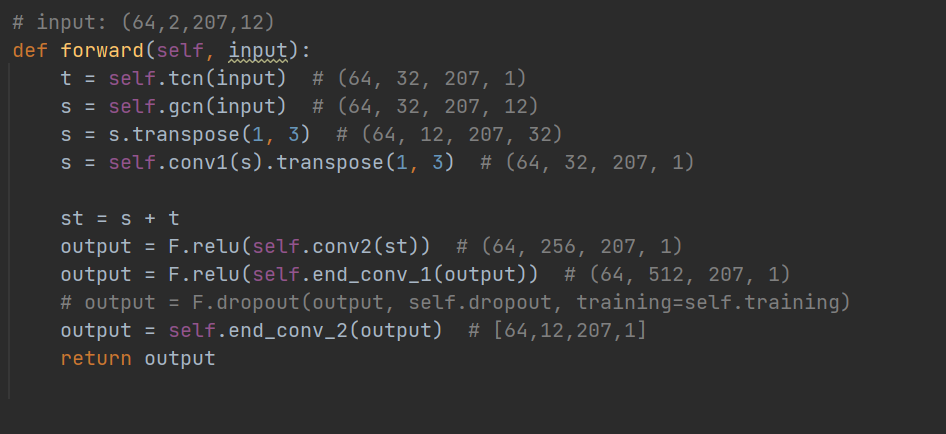 # input: (64,2,207,12)
def forward(self, input):
    t = self.tcn(input)  # (64, 32, 207, 1)
    s = self.gcn(input)  # (64, 32, 207, 12)
    s = s.transpose(1, 3)  # (64, 12, 207, 32)
    s = self.conv1(s).transpose(1, 3)  # (64, 32, 207, 1)

    st = s + t
    output = F.relu(self.conv2(st))  # (64, 256, 207, 1)
    output = F.relu(self.end_conv_1(output))  # (64, 512, 207, 1)
    # output = F.dropout(output, self.dropout, training=self.training)
    output = self.end_conv_2(output)  # [64,12,207,1]
    return output